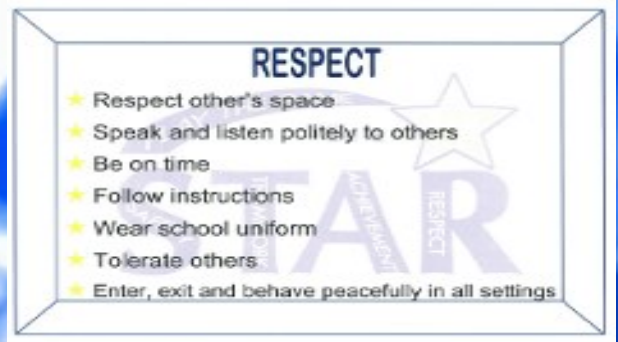 RESPECT
Respect other's space
Speak and listen politely to others
Be on time
Follow instructions
Wear school uniform
Tolerate others
Enter, exit and behave peacefully in all settings
STAR
TEAMWORK
ACHIEVEMENT
RESPECT